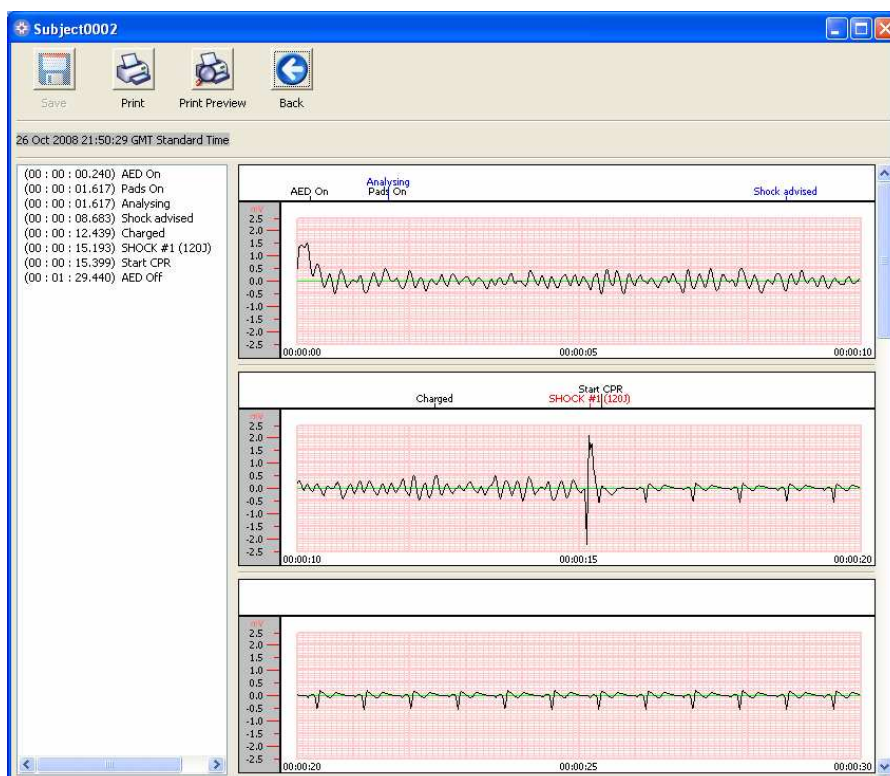 Subject0002
Save Print Print Preview Back
26 Oct 2008 21:50:29 GMT Standard Time
(00 : 00 : 00.240) AED On
(00 : 00 : 01.617) Pads On
(00 : 00 : 01.617) Analysing
(00 : 00 : 08.683) Shock advised
(00 : 00 : 12.439) Charged
(00 : 00 : 15.193) SHOCK #1 (120J)
(00 : 00 : 15.399) Start CPR
(00 : 01 : 29.440) AED Off
Analysing
AED On Pads On Shock advised
mV
2.5
2.0
1.5
1.0
0.5
0.0
-0.5
-1.0
-1.5
-2.0
-2.5
00:00:00 00:00:05 00:00:10
Start CPR
Charged SHOCK #1 (120J)
mV
2.5
2.0
1.5
1.0
0.5
0.0
-0.5
-1.0
-1.5
-2.0
-2.5
00:00:10 00:00:15 00:00:20
mV
2.5
2.0
1.5
1.0
0.5
0.0
-0.5
-1.0
-1.5
-2.0
-2.5
00:00:20 00:00:25 00:00:30